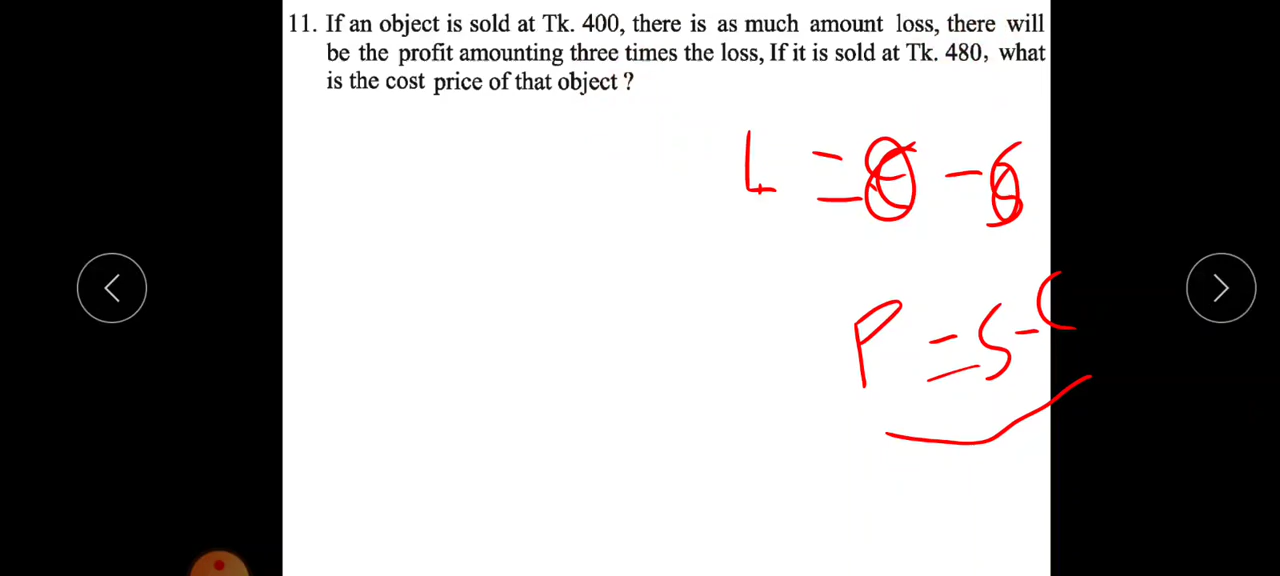 11. If an object is sold at Tk. 400, there is as much amount loss, there will
be the profit amounting three times the loss, If it is sold at Tk. 480, what
is the cost price of that object ?
L =
P = S - C